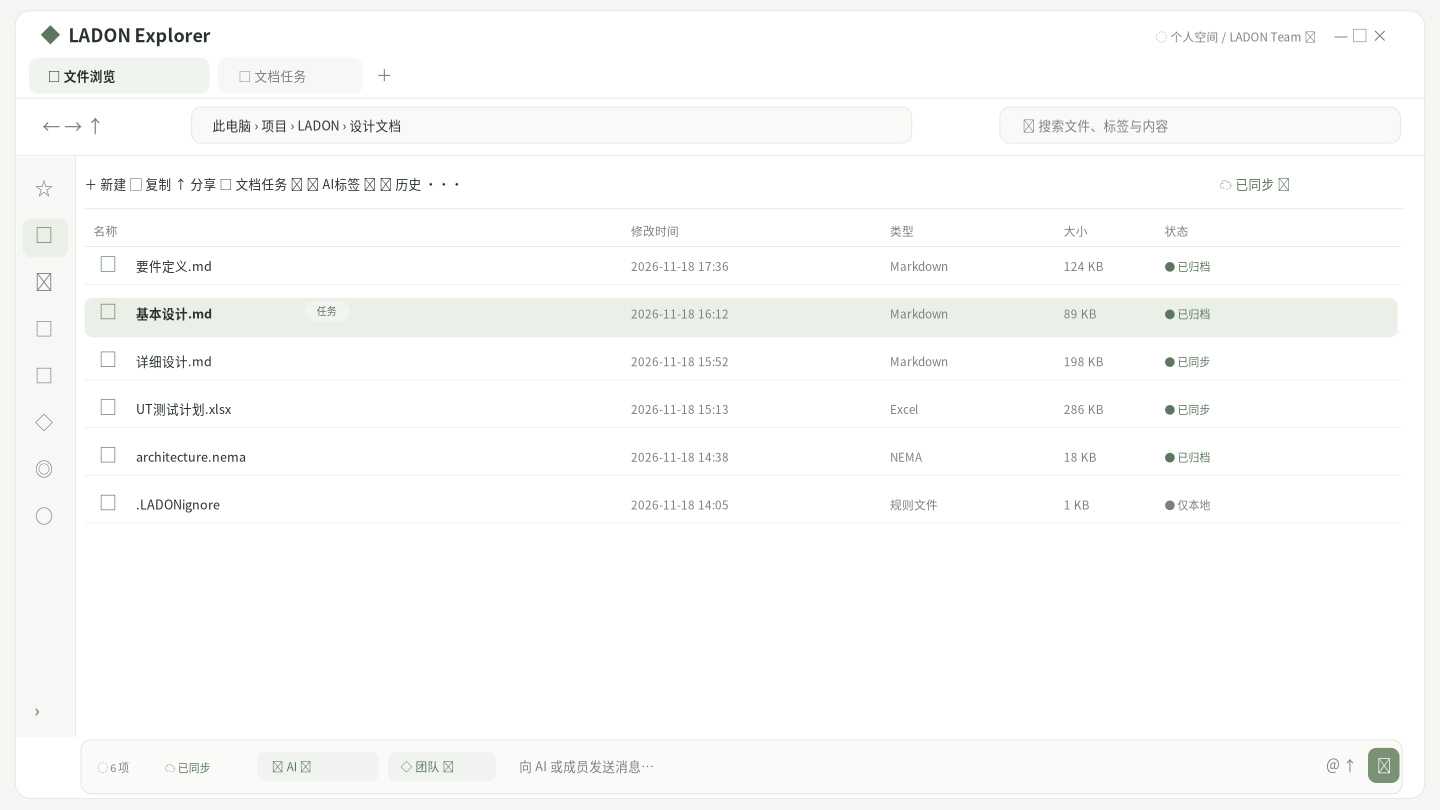 LADON Explorer
个人空间 / LADON Team
文件浏览
文档任务
+
← → ↑
此电脑 › 项目 › LADON › 设计文档
搜索文件、标签与内容
+ 新建 复制 ↑ 分享 文档任务 AI标签 历史 ···
已同步
名称 修改时间 类型 大小 状态
要件定义.md 2026-11-18 17:36 Markdown 124 KB 已归档
基本设计.md 任务 2026-11-18 16:12 Markdown 89 KB 已归档
详细设计.md 2026-11-18 15:52 Markdown 198 KB 已同步
UT测试计划.xlsx 2026-11-18 15:13 Excel 286 KB 已同步
architecture.nema 2026-11-18 14:38 NEMA 18 KB 已归档
.LADONignore 2026-11-18 14:05 规则文件 1 KB 仅本地
›
6 项 已同步 AI 团队 向 AI 或成员发送消息… @ ↑